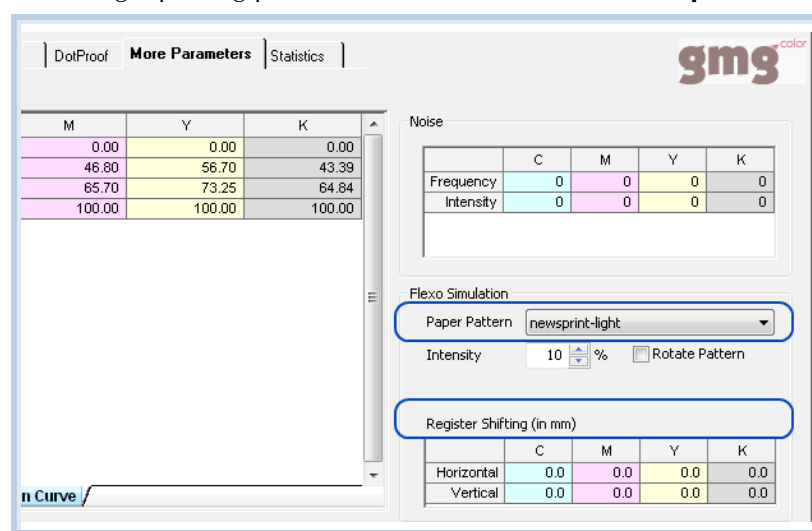 DotProof More Parameters Statistics
gmg color
M Y K
0.00 0.00 0.00
46.80 56.70 43.39
65.70 73.25 64.84
100.00 100.00 100.00
n Curve
Noise
C M Y K
Frequency 0 0 0 0
Intensity 0 0 0 0
Flexo Simulation
Paper Pattern newsprint-light
Intensity 10 % Rotate Pattern
Register Shifting (in mm)
C M Y K
Horizontal 0.0 0.0 0.0 0.0
Vertical 0.0 0.0 0.0 0.0